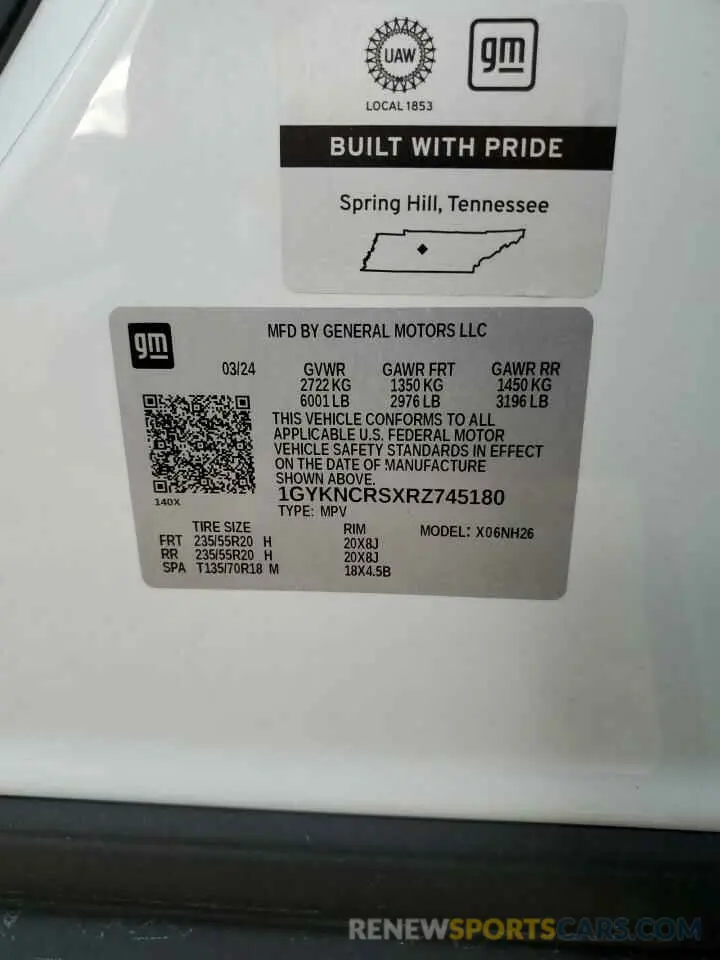 UAW
gm
LOCAL 1853
BUILT WITH PRIDE
Spring Hill, Tennessee
gm
MFD BY GENERAL MOTORS LLC
03/24 GVWR GAWR FRT GAWR RR
2722 KG 1350 KG 1450 KG
6001 LB 2976 LB 3196 LB
THIS VEHICLE CONFORMS TO ALL
APPLICABLE U.S. FEDERAL MOTOR
VEHICLE SAFETY STANDARDS IN EFFECT
ON THE DATE OF MANUFACTURE
SHOWN ABOVE.
1GYKNCRSXRZ745180
140X
TYPE: MPV
TIRE SIZE RIM MODEL: X06NH26
FRT 235/55R20 H 20X8J
RR 235/55R20 H 20X8J
SPA T135/70R18 M 18X4.5B
RENEWSPORTSCARS.COM